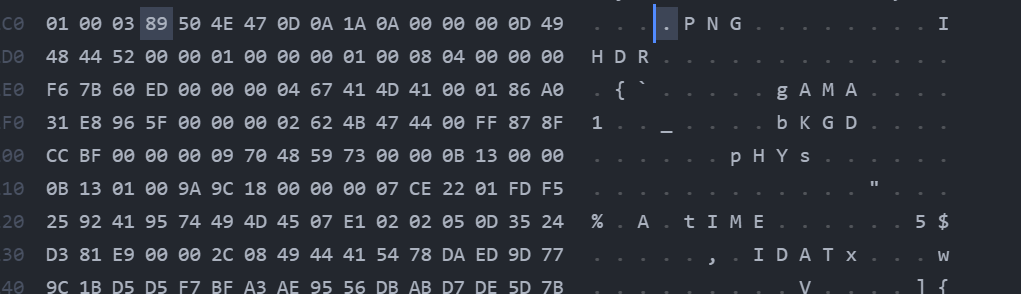 C0 01 00 03 89 50 4E 47 0D 0A 1A 0A 00 00 00 0D 49 . . . . P N G . . . . . . . . I
D0 48 44 52 00 00 01 00 00 00 01 00 08 04 00 00 00 H D R . . . . . . . . . . . . .
E0 F6 7B 60 ED 00 00 00 04 67 41 4D 41 00 01 86 A0 . { ` . . . . . g A M A . . . .
F0 31 E8 96 5F 00 00 00 02 62 4B 47 44 00 FF 87 8F 1 . . _ . . . . b K G D . . . .
00 CC BF 00 00 00 09 70 48 59 73 00 00 0B 13 00 00 . . . . . . p H Y s . . . . . .
10 0B 13 01 00 9A 9C 18 00 00 00 07 CE 22 01 FD F5 . . . . . . . . . . . . " . . .
20 25 92 41 95 74 49 4D 45 07 E1 02 02 05 0D 35 24 % . A . t I M E . . . . . . 5 $
30 D3 81 E9 00 00 2C 08 49 44 41 54 78 DA ED 9D 77 . . . . . , . I D A T x . . . w
40 9C 1B D5 D5 F7 BF A3 AE 95 56 DB AB D7 DE 5D 7B . . . . . . . . . V . . . . ] {